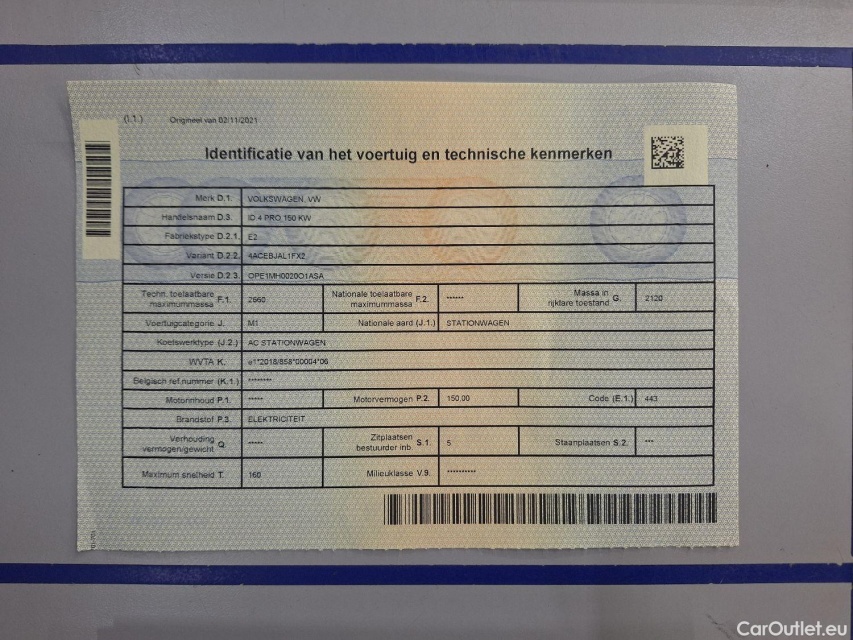 (I.1.) Origineel van 02/11/2021
Identificatie van het voertuig en technische kenmerken
Merk D.1. VOLKSWAGEN, VW
Handelsnaam D.3. ID.4 PRO 150 KW
Fabriekstype D.2.1. E2
Variant D.2.2. 4ACEBJAL1FX2
Versie D.2.3. OPE1MH0020O1ASA
Techn. toelaatbare maximummassa F.1. 2660 Nationale toelaatbare maximummassa F.2. ****** Massa in rijklare toestand G. 2120
Voertuigcategorie J. M1 Nationale aard (J.1.) STATIONWAGEN
Koetswerktype (J.2.) AC STATIONWAGEN
WVTA K. e1*2018/858*00004*06
Belgisch ref.nummer (K.1.) ********
Motorinhoud P.1. ***** Motorvermogen P.2. 150,00 Code (E.1.) 443
Brandstof P.3. ELEKTRICITEIT
Verhouding vermogen/gewicht Q ***** Zitplaatsen bestuurder inb. S.1. 5 Staanplaatsen S.2. ***
Maximum snelheid T. 160 Milieuklasse V.9. **********
CarOutlet.eu